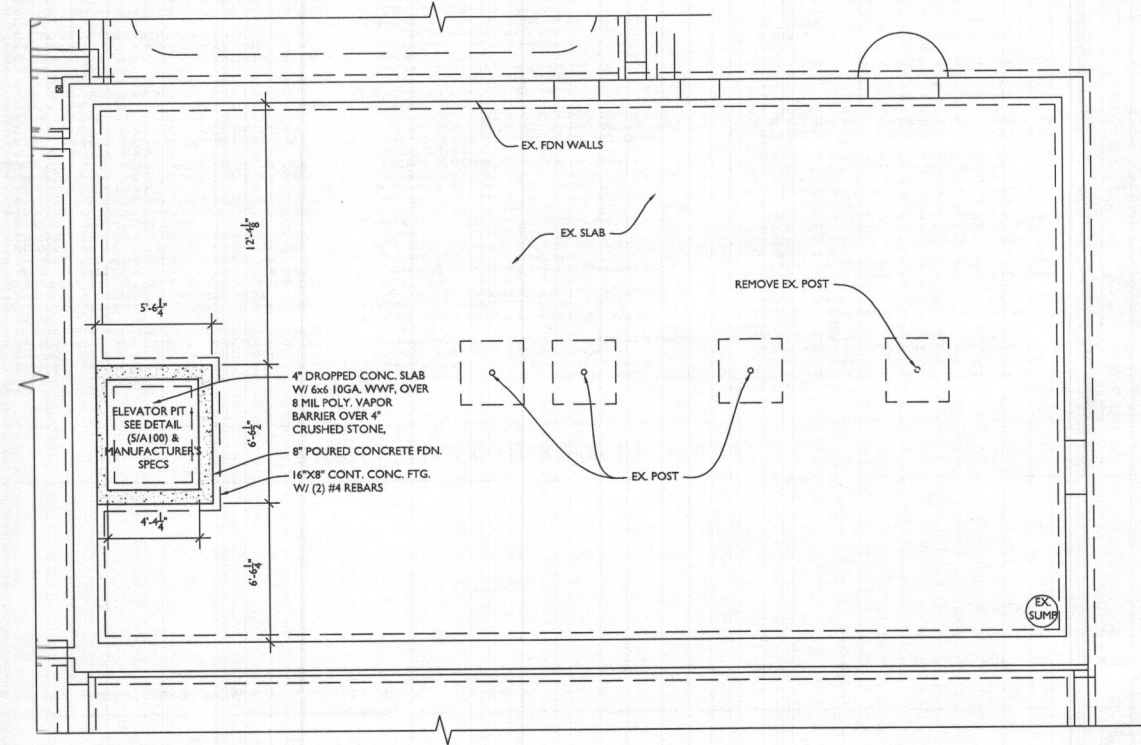 EX. FDN WALLS
12'-4 1/8"
EX. SLAB
REMOVE EX. POST
5'-6 1/4"
4" DROPPED CONC. SLAB
W/ 6x6 10GA. WWF, OVER
8 MIL POLY. VAPOR
BARRIER OVER 4"
CRUSHED STONE,
ELEVATOR PIT
SEE DETAIL
(5/A100) &
MANUFACTURER'S
SPECS
6'-6 1/2"
8" POURED CONCRETE FDN.
16"X8" CONT. CONC. FTG.
W/ (2) #4 REBARS
EX. POST
4'-4 1/4"
6'-6 1/4"
EX.
SUMP